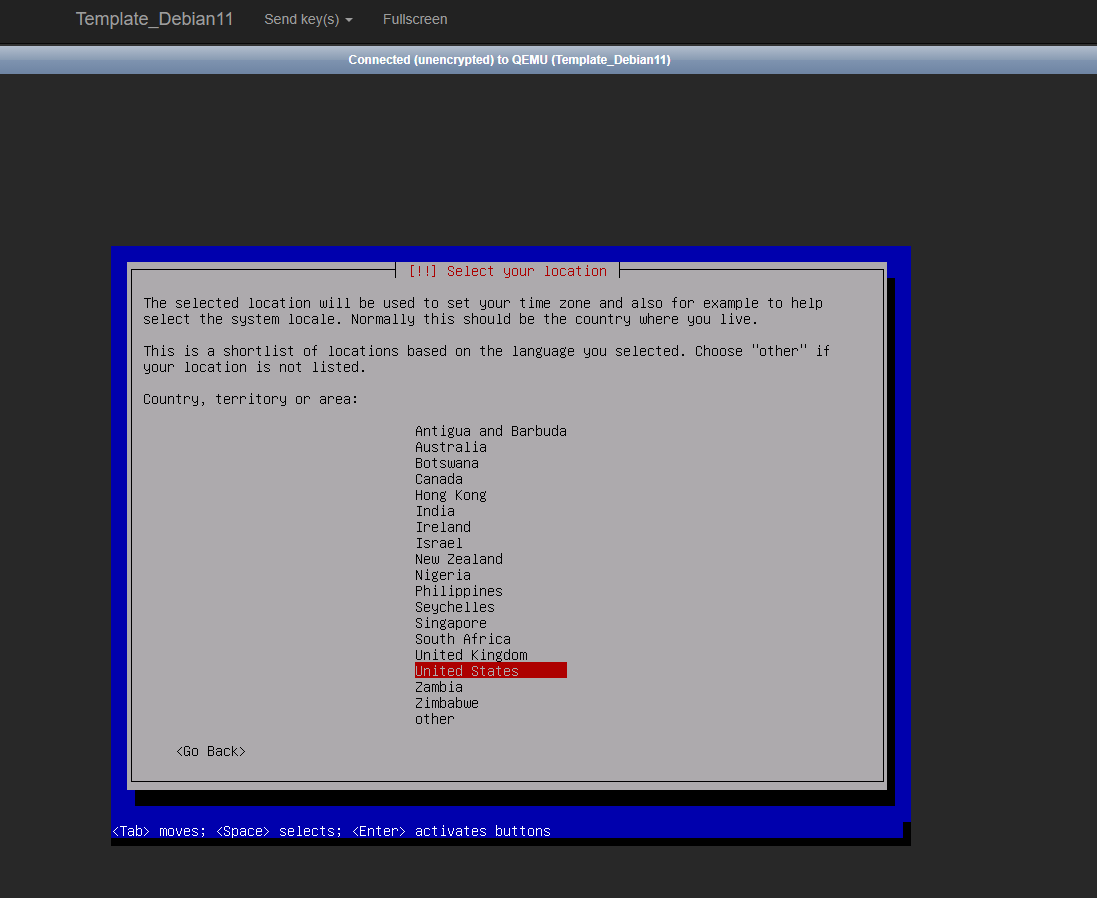 Template_Debian11 Send key(s) Fullscreen
Connected (unencrypted) to QEMU (Template_Debian11)
[!!] Select your location
The selected location will be used to set your time zone and also for example to help
select the system locale. Normally this should be the country where you live.
This is a shortlist of locations based on the language you selected. Choose "other" if
your location is not listed.
Country, territory or area:
Antigua and Barbuda
Australia
Botswana
Canada
Hong Kong
India
Ireland
Israel
New Zealand
Nigeria
Philippines
Seychelles
Singapore
South Africa
United Kingdom
United States
Zambia
Zimbabwe
other
<Go Back>
<Tab> moves; <Space> selects; <Enter> activates buttons